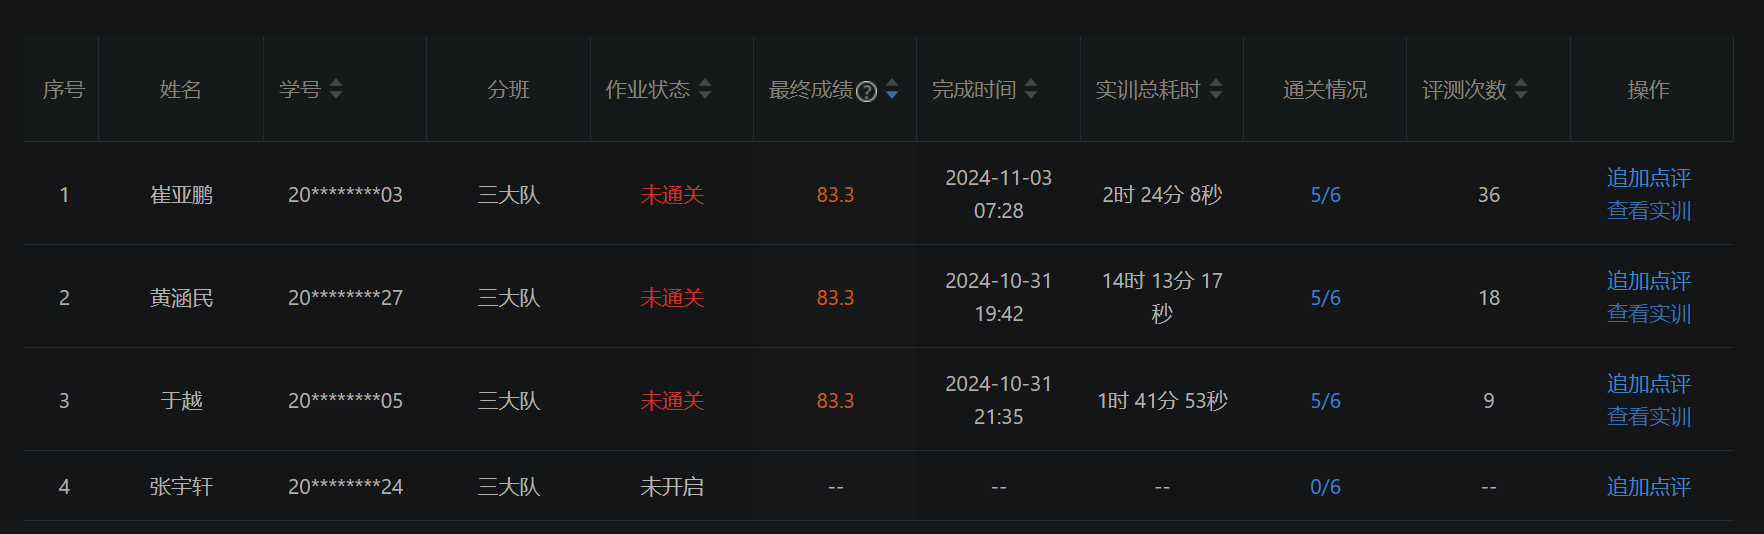 序号 姓名 学号 分班 作业状态 最终成绩? 完成时间 实训总耗时 通关情况 评测次数 操作
1 崔亚鹏 20********03 三大队 未通关 83.3 2024-11-03 07:28 2时 24分 8秒 5/6 36 追加点评 查看实训
2 黄涵民 20********27 三大队 未通关 83.3 2024-10-31 19:42 14时 13分 17秒 5/6 18 追加点评 查看实训
3 于越 20********05 三大队 未通关 83.3 2024-10-31 21:35 1时 41分 53秒 5/6 9 追加点评 查看实训
4 张宇轩 20********24 三大队 未开启 -- -- -- 0/6 -- 追加点评